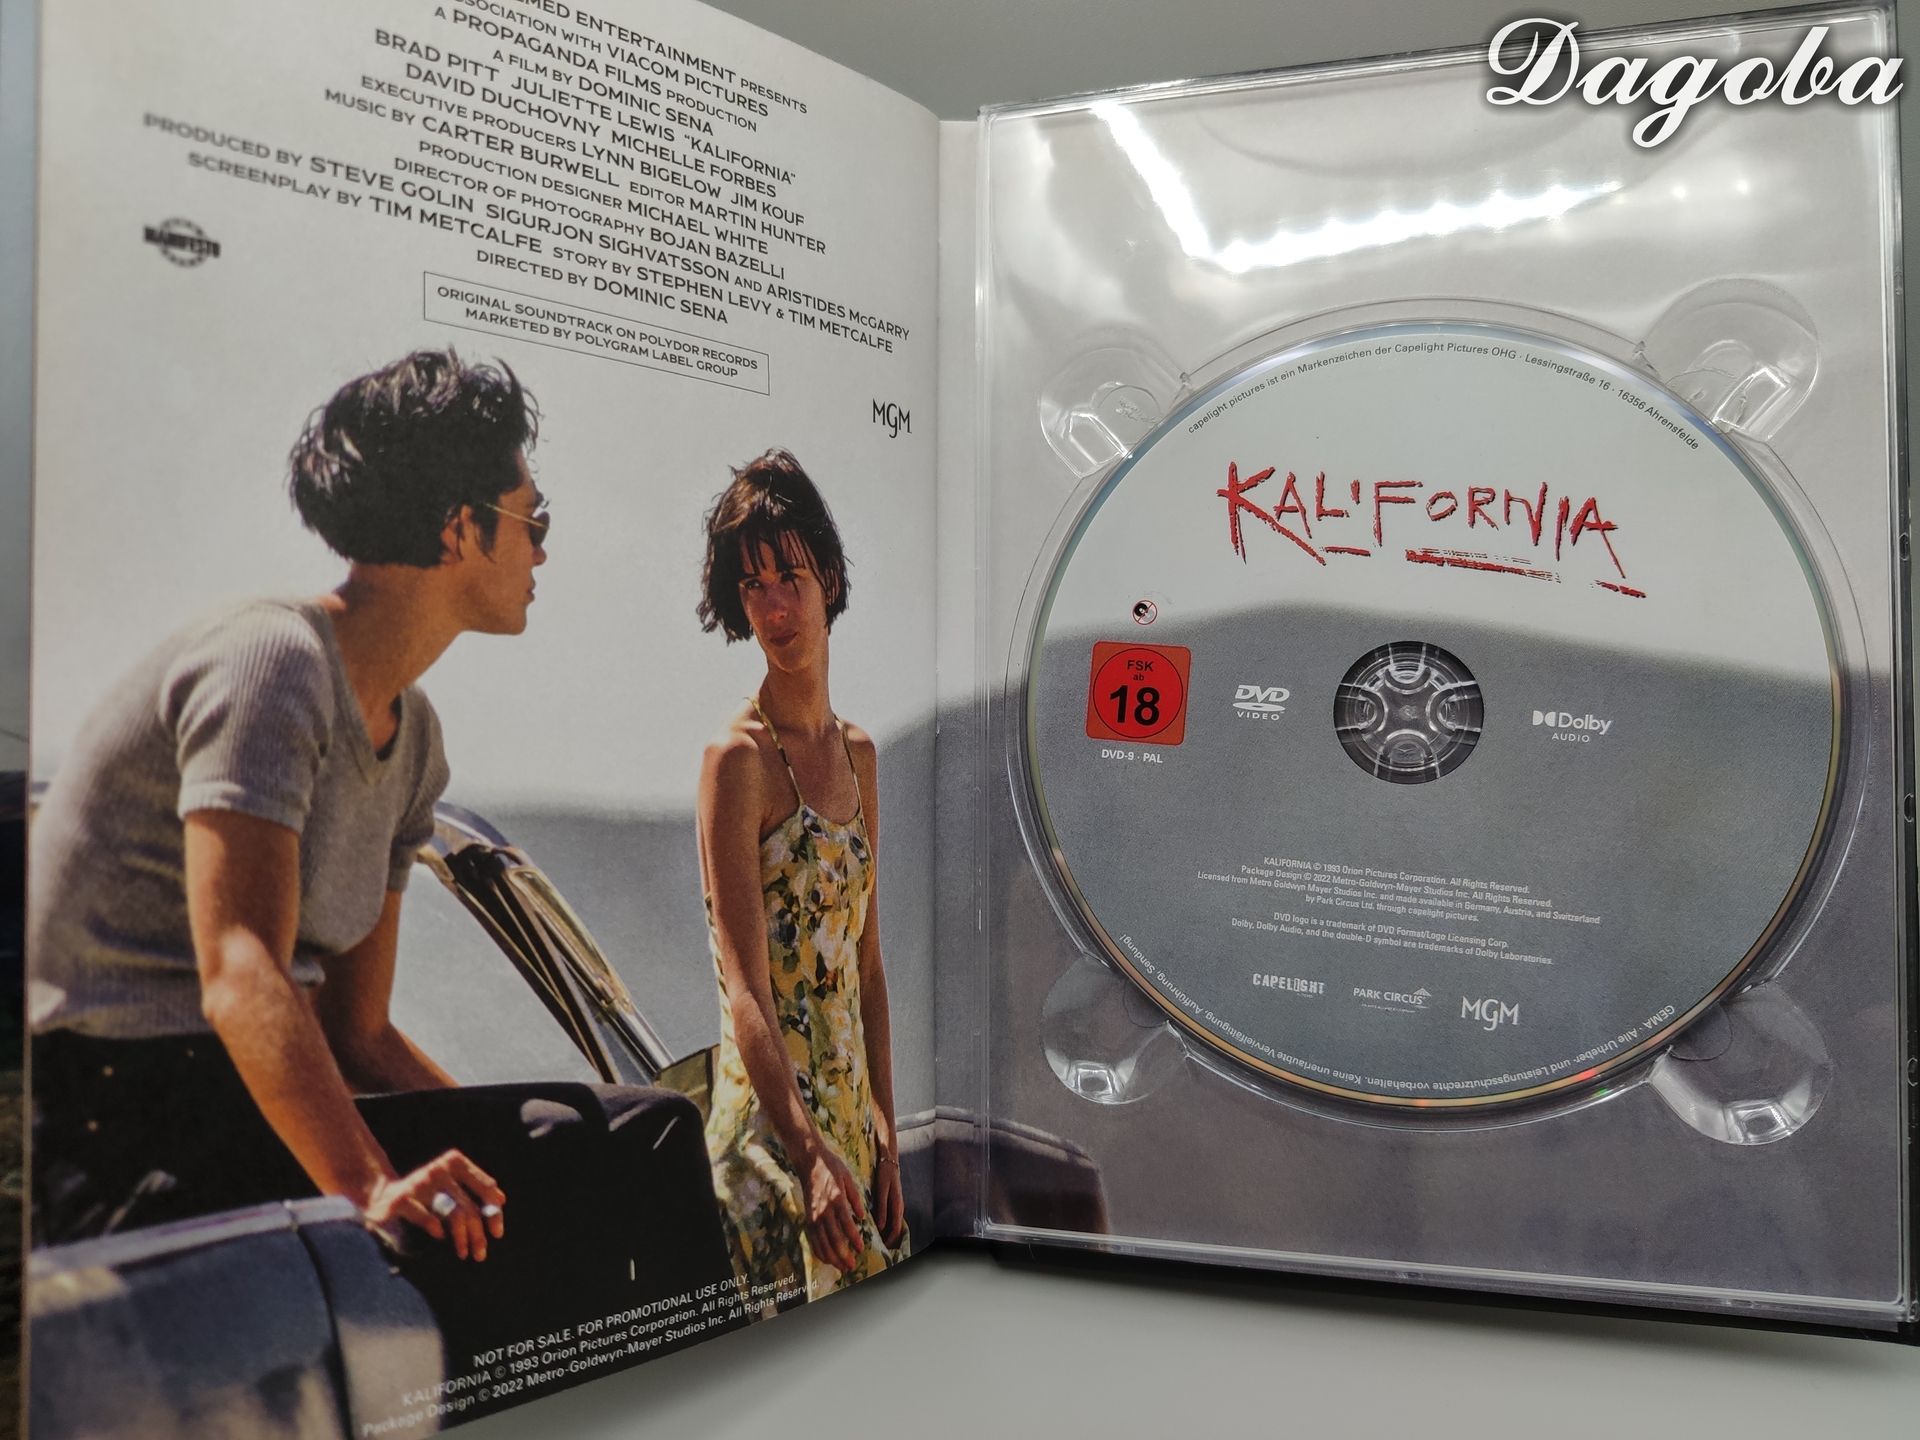 Dagoba
MED ENTERTAINMENT PRESENTS
SSOCIATION WITH VIACOM PICTURES
A PROPAGANDA FILMS PRODUCTION
A FILM BY DOMINIC SENA
BRAD PITT JULIETTE LEWIS "KALIFORNIA"
DAVID DUCHOVNY MICHELLE FORBES
EXECUTIVE PRODUCERS LYNN BIGELOW JIM KOUF
MUSIC BY CARTER BURWELL EDITOR MARTIN HUNTER
PRODUCTION DESIGNER MICHAEL WHITE
DIRECTOR OF PHOTOGRAPHY BOJAN BAZELLI
PRODUCED BY STEVE GOLIN SIGURJON SIGHVATSSON AND ARISTIDES McGARRY
SCREENPLAY BY TIM METCALFE STORY BY STEPHEN LEVY & TIM METCALFE
DIRECTED BY DOMINIC SENA
MANIFESTO
ORIGINAL SOUNDTRACK ON POLYDOR RECORDS
MARKETED BY POLYGRAM LABEL GROUP
MGM
NOT FOR SALE. FOR PROMOTIONAL USE ONLY.
KALIFORNIA © 1993 Orion Pictures Corporation. All Rights Reserved.
Package Design © 2022 Metro-Goldwyn-Mayer Studios Inc. All Rights Reserved.
capelight pictures ist ein Markenzeichen der Capelight Pictures OHG · Lessingstraße 16 · 16356 Ahrensfelde
KALIFORNIA
FSK
ab
18
DVD-9 · PAL
DVD
VIDEO
Dolby
AUDIO
KALIFORNIA © 1993 Orion Pictures Corporation. All Rights Reserved.
Package Design © 2022 Metro-Goldwyn-Mayer Studios Inc. All Rights Reserved.
Licensed from Metro Goldwyn Mayer Studios Inc. and made available in Germany, Austria, and Switzerland
by Park Circus Ltd. through capelight pictures.
DVD logo is a trademark of DVD Format/Logo Licensing Corp.
Dolby, Dolby Audio, and the double-D symbol are trademarks of Dolby Laboratories.
CAPELIGHT
PARK CIRCUS
MGM
GEMA · Alle Urheber- und Leistungsschutzrechte vorbehalten. Keine unerlaubte Vervielfältigung, Aufführung, Sendung!